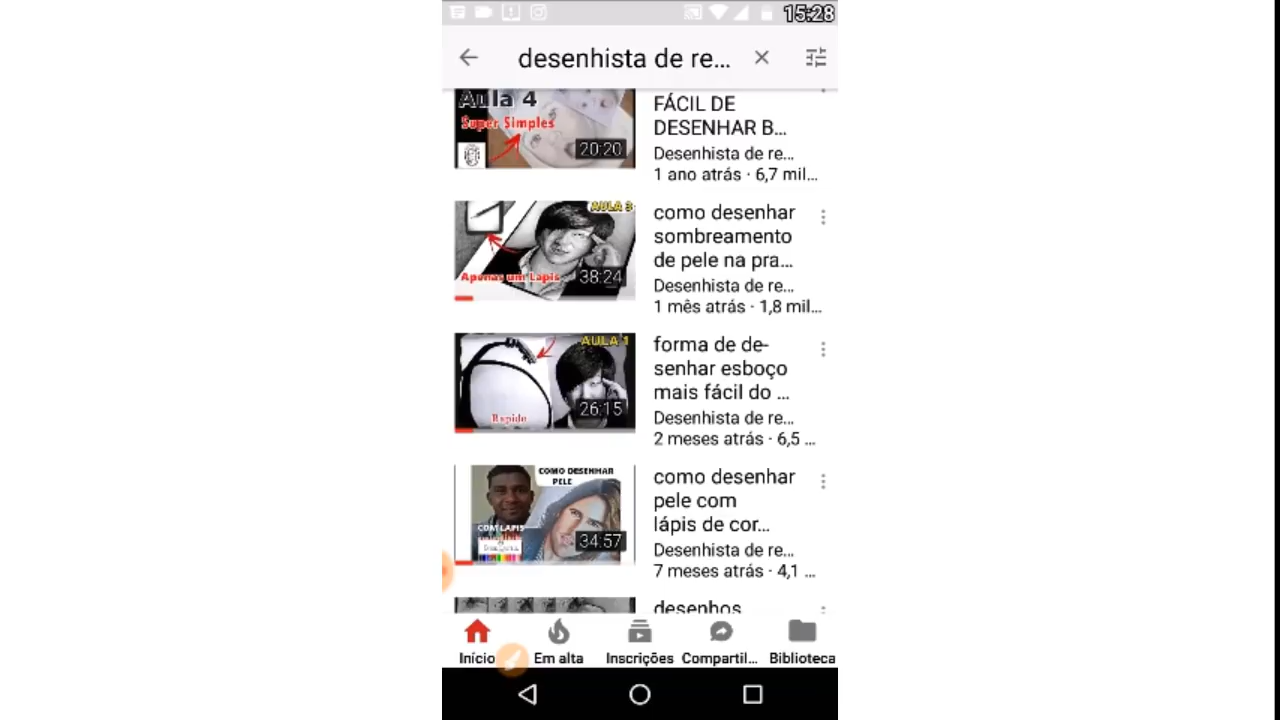 15:28
desenhista de re...
Aula 4
Super Simples
20:20
FÁCIL DE
DESENHAR B...
Desenhista de re...
1 ano atrás · 6,7 mil...
AULA 3
Apenas um Lapis
38:24
como desenhar
sombreamento
de pele na pra...
Desenhista de re...
1 mês atrás · 1,8 mil...
AULA 1
Rapido
26:15
forma de de-
senhar esboço
mais fácil do ...
Desenhista de re...
2 meses atrás · 6,5 ...
COMO DESENHAR
PELE
COM LAPIS
34:57
como desenhar
pele com
lápis de cor...
Desenhista de re...
7 meses atrás · 4,1 ...
desenhos
Início
Em alta
Inscrições
Compartil...
Biblioteca